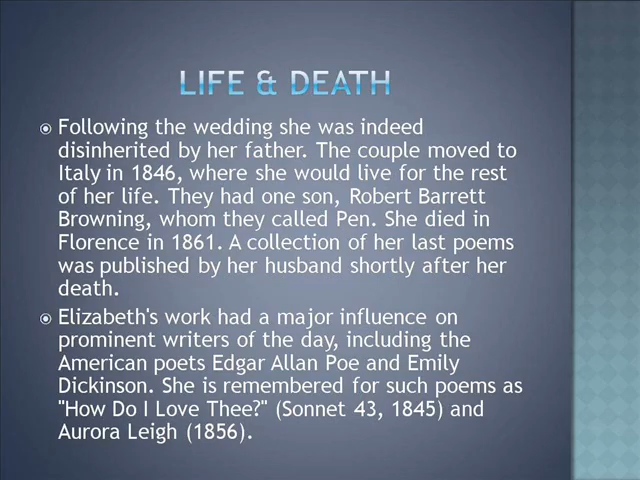 LIFE & DEATH
Following the wedding she was indeed
disinherited by her father. The couple moved to
Italy in 1846, where she would live for the rest
of her life. They had one son, Robert Barrett
Browning, whom they called Pen. She died in
Florence in 1861. A collection of her last poems
was published by her husband shortly after her
death.
Elizabeth's work had a major influence on
prominent writers of the day, including the
American poets Edgar Allan Poe and Emily
Dickinson. She is remembered for such poems as
"How Do I Love Thee?" (Sonnet 43, 1845) and
Aurora Leigh (1856).